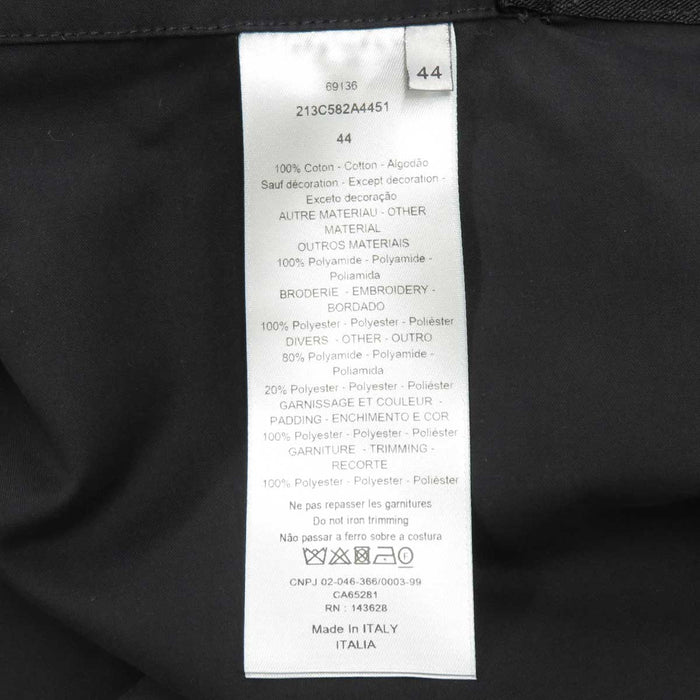 44
69136
213C582A4451
44
100% Coton - Cotton - Algodão
Sauf décoration - Except decoration -
Exceto decoração
AUTRE MATERIAU - OTHER
MATERIAL
OUTROS MATERIAIS
100% Polyamide - Polyamide -
Poliamida
BRODERIE - EMBROIDERY -
BORDADO
100% Polyester - Polyester - Poliéster
DIVERS - OTHER - OUTRO
80% Polyamide - Polyamide -
Poliamida
20% Polyester - Polyester - Poliéster
GARNISSAGE ET COULEUR -
PADDING - ENCHIMENTO E COR
100% Polyester - Polyester - Poliéster
GARNITURE - TRIMMING -
RECORTE
100% Polyester - Polyester - Poliéster
Ne pas repasser les garnitures
Do not iron trimming
Não passar a ferro sobre a costura
F
CNPJ 02-046-366/0003-99
CA65281
RN : 143628
Made In ITALY
ITALIA